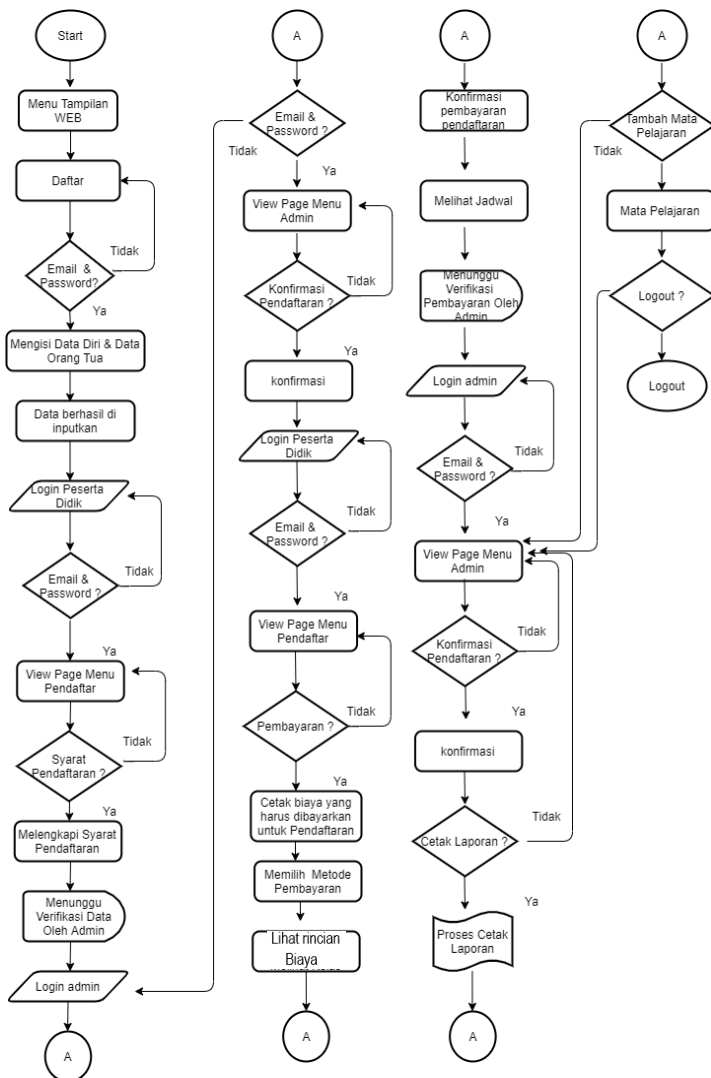 Start
Menu Tampilan
WEB
Daftar
Tidak
Email &
Password?
Ya
Mengisi Data Diri & Data
Orang Tua
Data berhasil di
inputkan
Login Peserta
Didik
Email &
Password ?
Tidak
Ya
View Page Menu
Pendaftar
Tidak
Syarat
Pendaftaran ?
Ya
Melengkapi Syarat
Pendaftaran
Menunggu
Verifikasi Data
Oleh Admin
Login admin
A
A
Email &
Password ?
Tidak
Ya
View Page Menu
Admin
Konfirmasi
Pendaftaran ?
Tidak
Ya
konfirmasi
Login Peserta
Didik
Tidak
Email &
Password ?
Ya
View Page Menu
Pendaftar
Pembayaran ?
Tidak
Ya
Cetak biaya yang
harus dibayarkan
untuk Pendaftaran
Memilih Metode
Pembayaran
Lihat rincian
Biaya
A
A
Konfirmasi
pembayaran
pendaftaran
Melihat Jadwal
Menunggu
Verifikasi
Pembayaran Oleh
Admin
Login admin
Tidak
Email &
Password ?
Ya
View Page Menu
Admin
Konfirmasi
Pendaftaran ?
Tidak
Ya
konfirmasi
Cetak Laporan ?
Tidak
Ya
Proses Cetak
Laporan
A
A
Tambah Mata
Pelajaran
Tidak
Ya
Mata Pelajaran
Logout ?
Logout